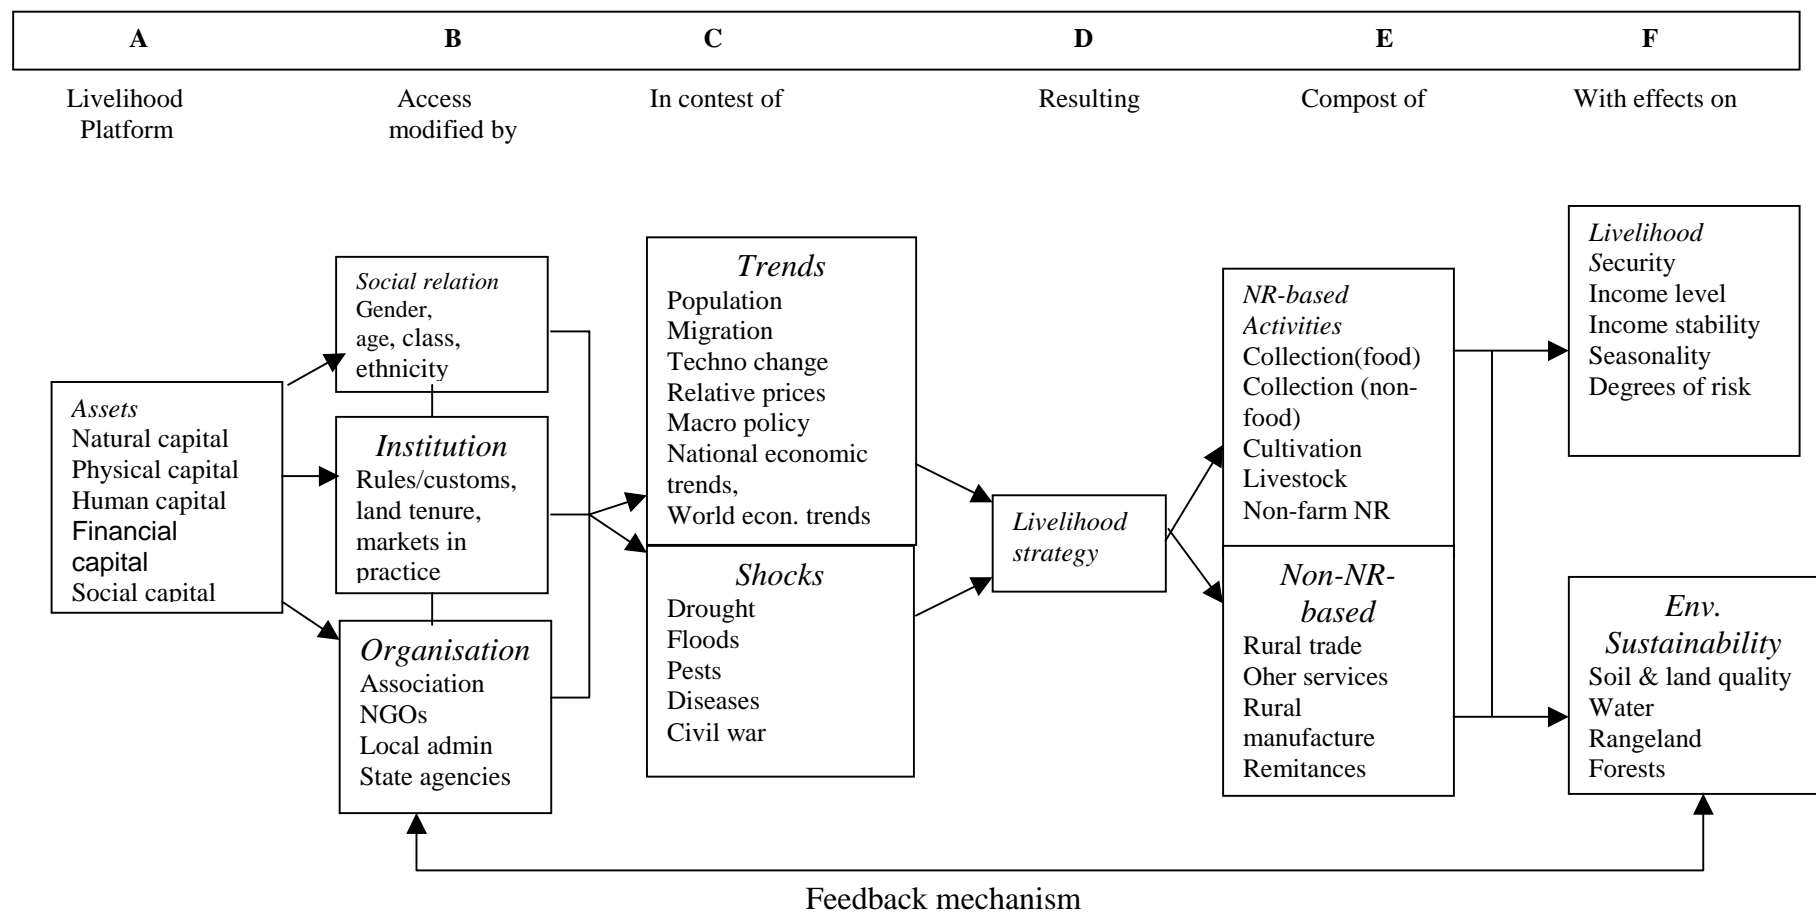 A B C D E F
Livelihood
Platform
Access
modified by
In contest of
Resulting
Compost of
With effects on
Assets
Natural capital
Physical capital
Human capital
Financial
capital
Social capital
Social relation
Gender,
age, class,
ethnicity
Institution
Rules/customs,
land tenure,
markets in
practice
Organisation
Association
NGOs
Local admin
State agencies
Trends
Population
Migration
Techno change
Relative prices
Macro policy
National economic
trends,
World econ. trends
Shocks
Drought
Floods
Pests
Diseases
Civil war
Livelihood
strategy
NR-based
Activities
Collection(food)
Collection (non-
food)
Cultivation
Livestock
Non-farm NR
Non-NR-
based
Rural trade
Oher services
Rural
manufacture
Remitances
Livelihood
Security
Income level
Income stability
Seasonality
Degrees of risk
Env.
Sustainability
Soil & land quality
Water
Rangeland
Forests
Feedback mechanism